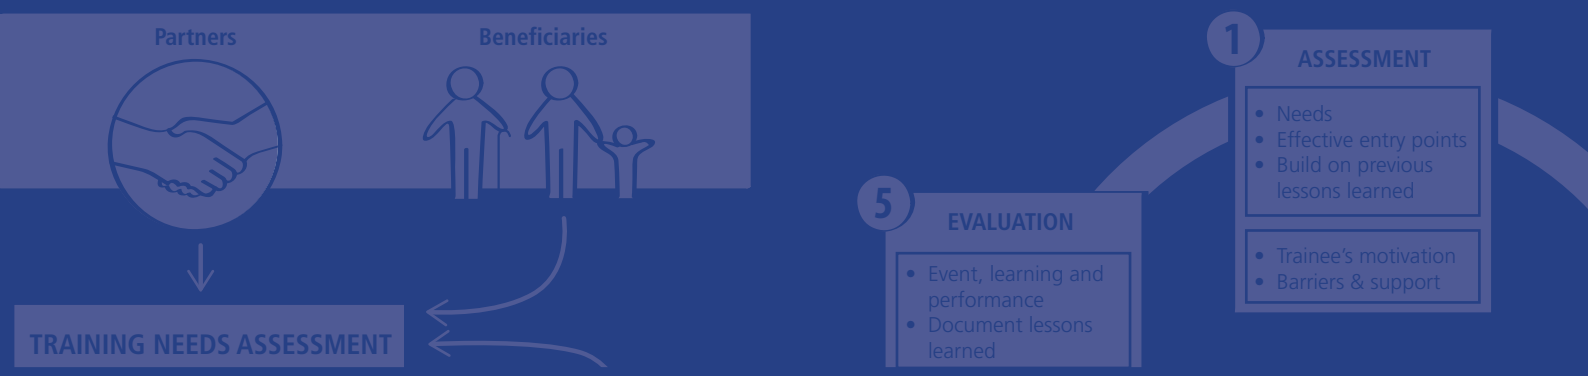 Partners
Beneficiaries
TRAINING NEEDS ASSESSMENT
1
ASSESSMENT
• Needs
• Effective entry points
• Build on previous
lessons learned
• Trainee's motivation
• Barriers & support
5
EVALUATION
• Event, learning and
performance
• Document lessons
learned